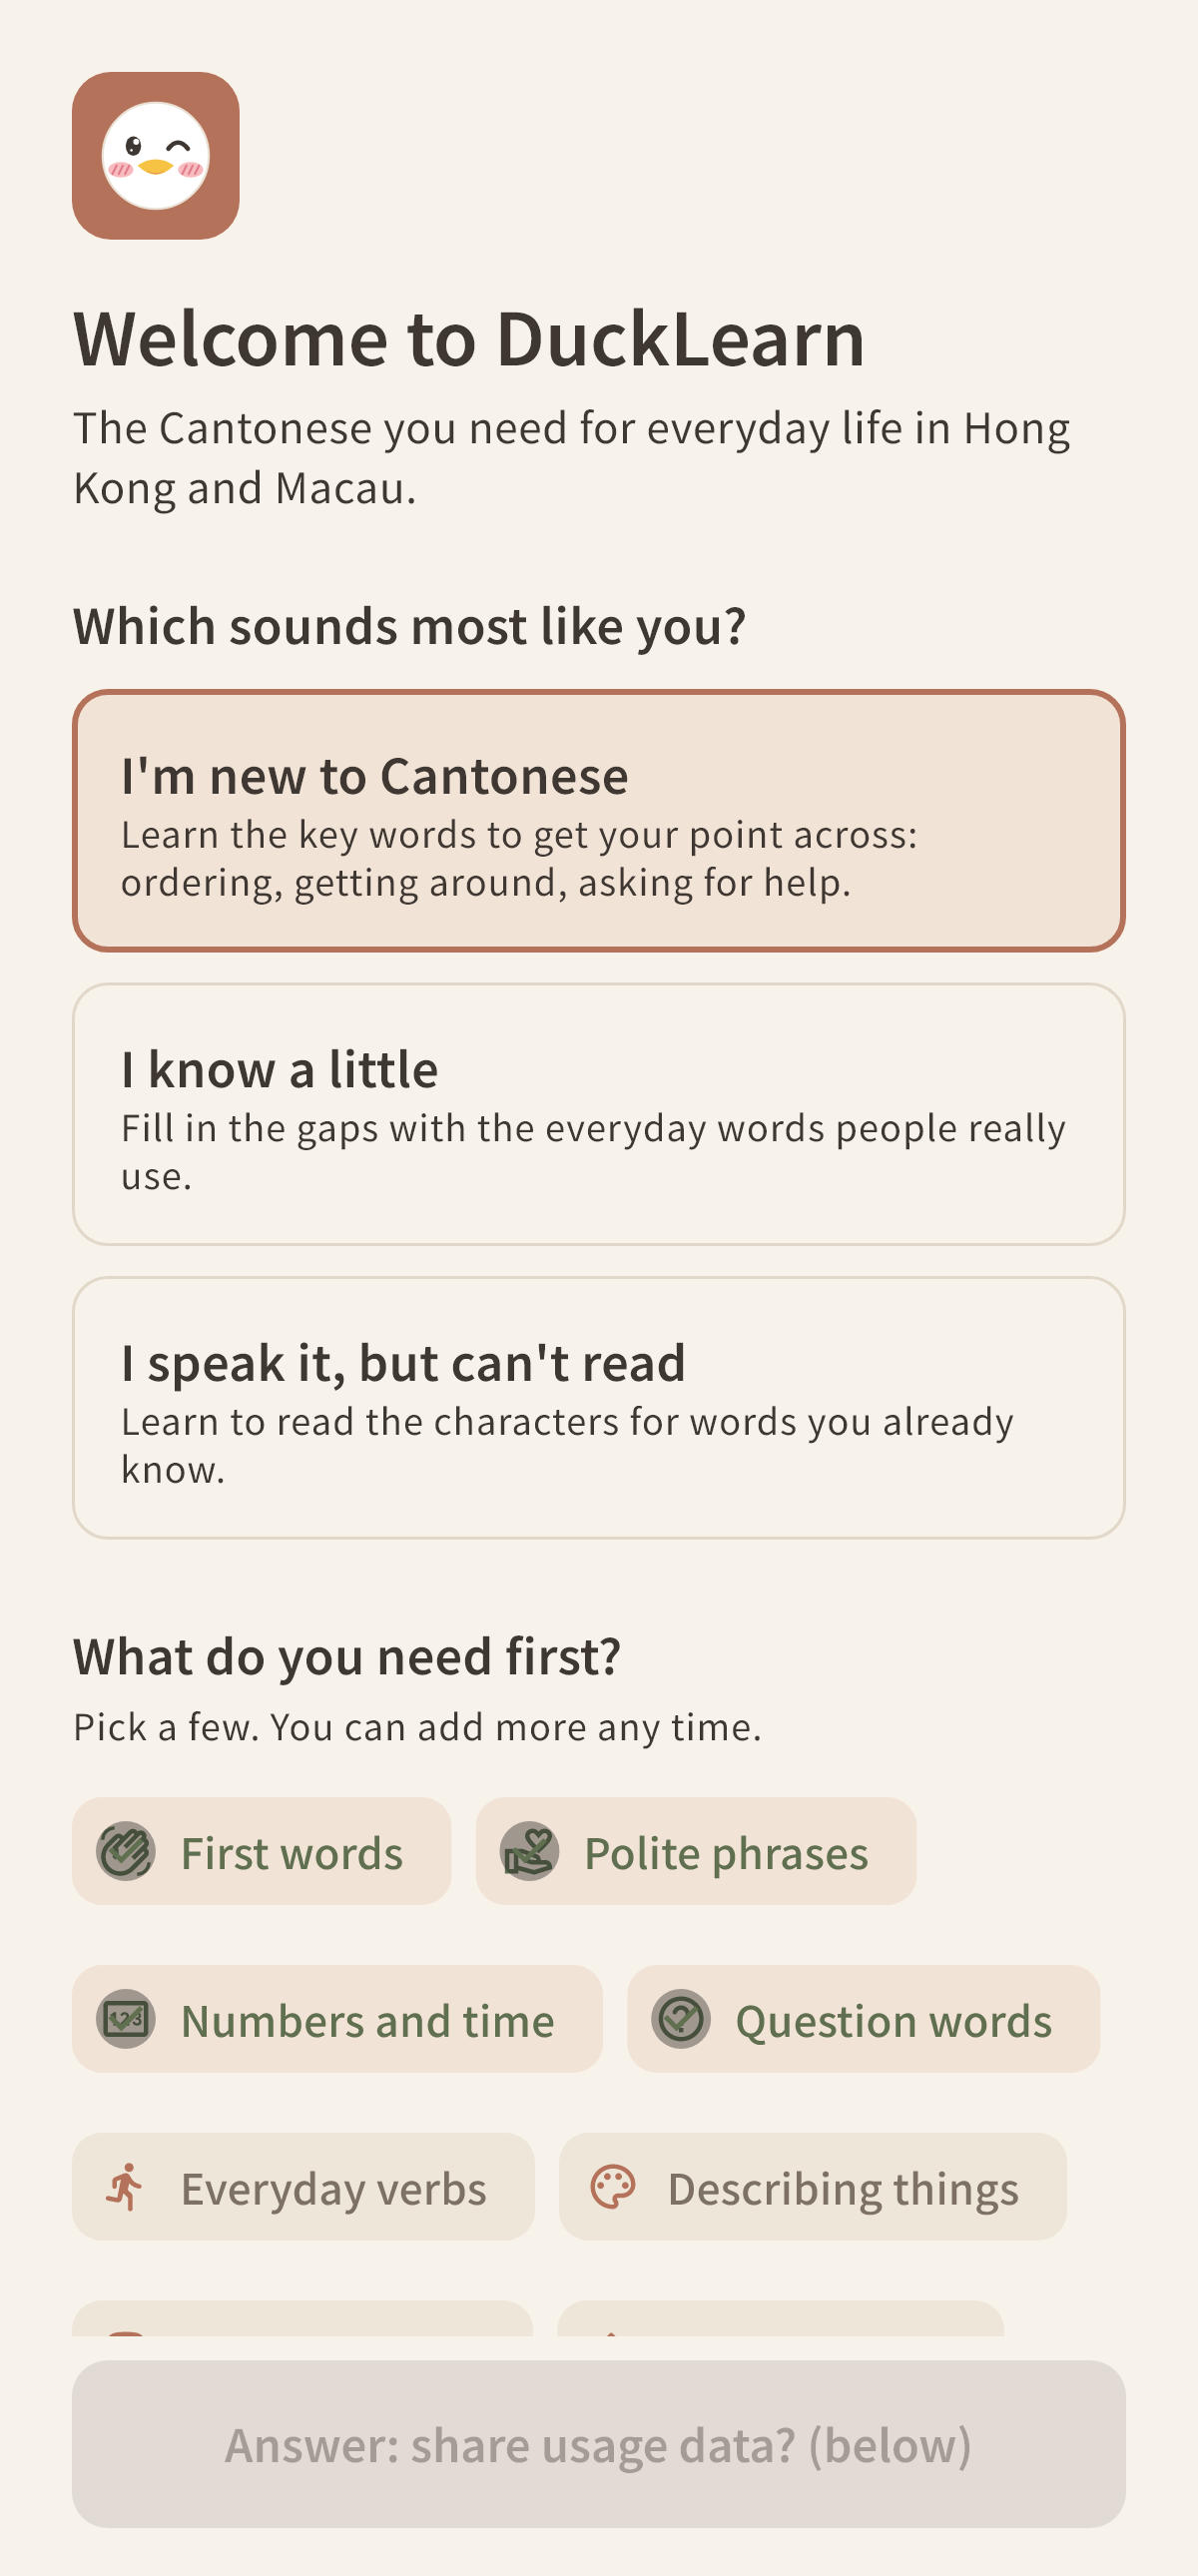 Welcome to DuckLearn
The Cantonese you need for everyday life in Hong
Kong and Macau.
Which sounds most like you?
I'm new to Cantonese
Learn the key words to get your point across:
ordering, getting around, asking for help.
I know a little
Fill in the gaps with the everyday words people really
use.
I speak it, but can't read
Learn to read the characters for words you already
know.
What do you need first?
Pick a few. You can add more any time.
First words
Polite phrases
123
Numbers and time
?
Question words
Everyday verbs
Describing things
Answer: share usage data? (below)